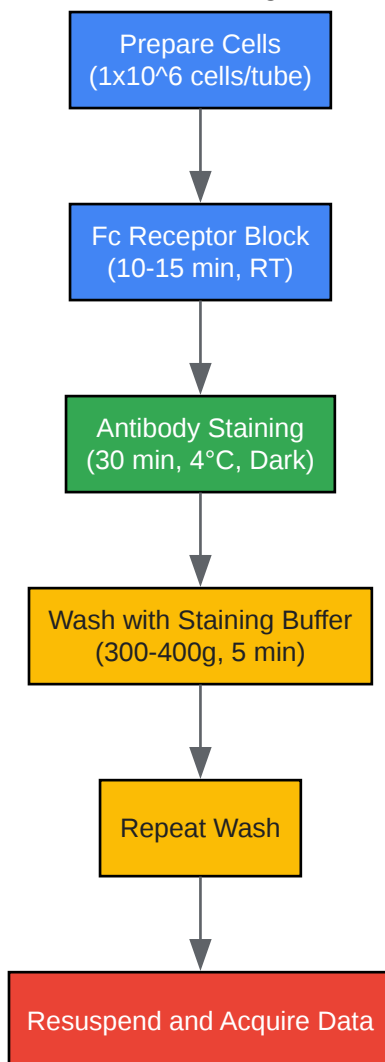 Prepare Cells
(1x10^6 cells/tube)
Fc Receptor Block
(10-15 min, RT)
Antibody Staining
(30 min, 4°C, Dark)
Wash with Staining Buffer
(300-400g, 5 min)
Repeat Wash
Resuspend and Acquire Data